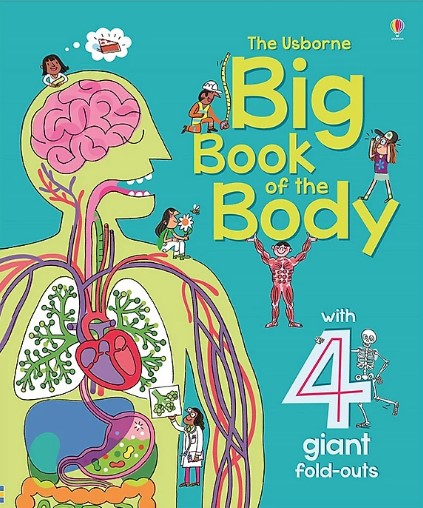 The Usborne
Big
Book
of the
Body
with
4
giant
fold-outs